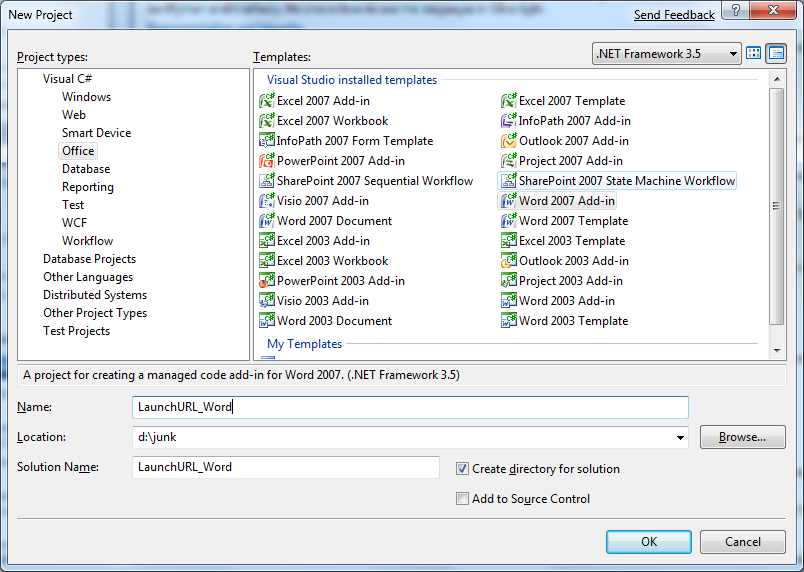 New Project
Send Feedback
Project types:
Templates:
.NET Framework 3.5
Visual C#
Windows
Web
Smart Device
Office
Database
Reporting
Test
WCF
Workflow
Database Projects
Other Languages
Distributed Systems
Other Project Types
Test Projects
Visual Studio installed templates
Excel 2007 Add-in
Excel 2007 Template
Excel 2007 Workbook
InfoPath 2007 Add-in
InfoPath 2007 Form Template
Outlook 2007 Add-in
PowerPoint 2007 Add-in
Project 2007 Add-in
SharePoint 2007 Sequential Workflow
SharePoint 2007 State Machine Workflow
Visio 2007 Add-in
Word 2007 Add-in
Word 2007 Document
Word 2007 Template
Excel 2003 Add-in
Excel 2003 Template
Excel 2003 Workbook
Outlook 2003 Add-in
PowerPoint 2003 Add-in
Project 2003 Add-in
Visio 2003 Add-in
Word 2003 Add-in
Word 2003 Document
Word 2003 Template
My Templates
A project for creating a managed code add-in for Word 2007. (.NET Framework 3.5)
Name:
LaunchURL_Word
Location:
d:\junk
Browse...
Solution Name:
LaunchURL_Word
Create directory for solution
Add to Source Control
OK
Cancel